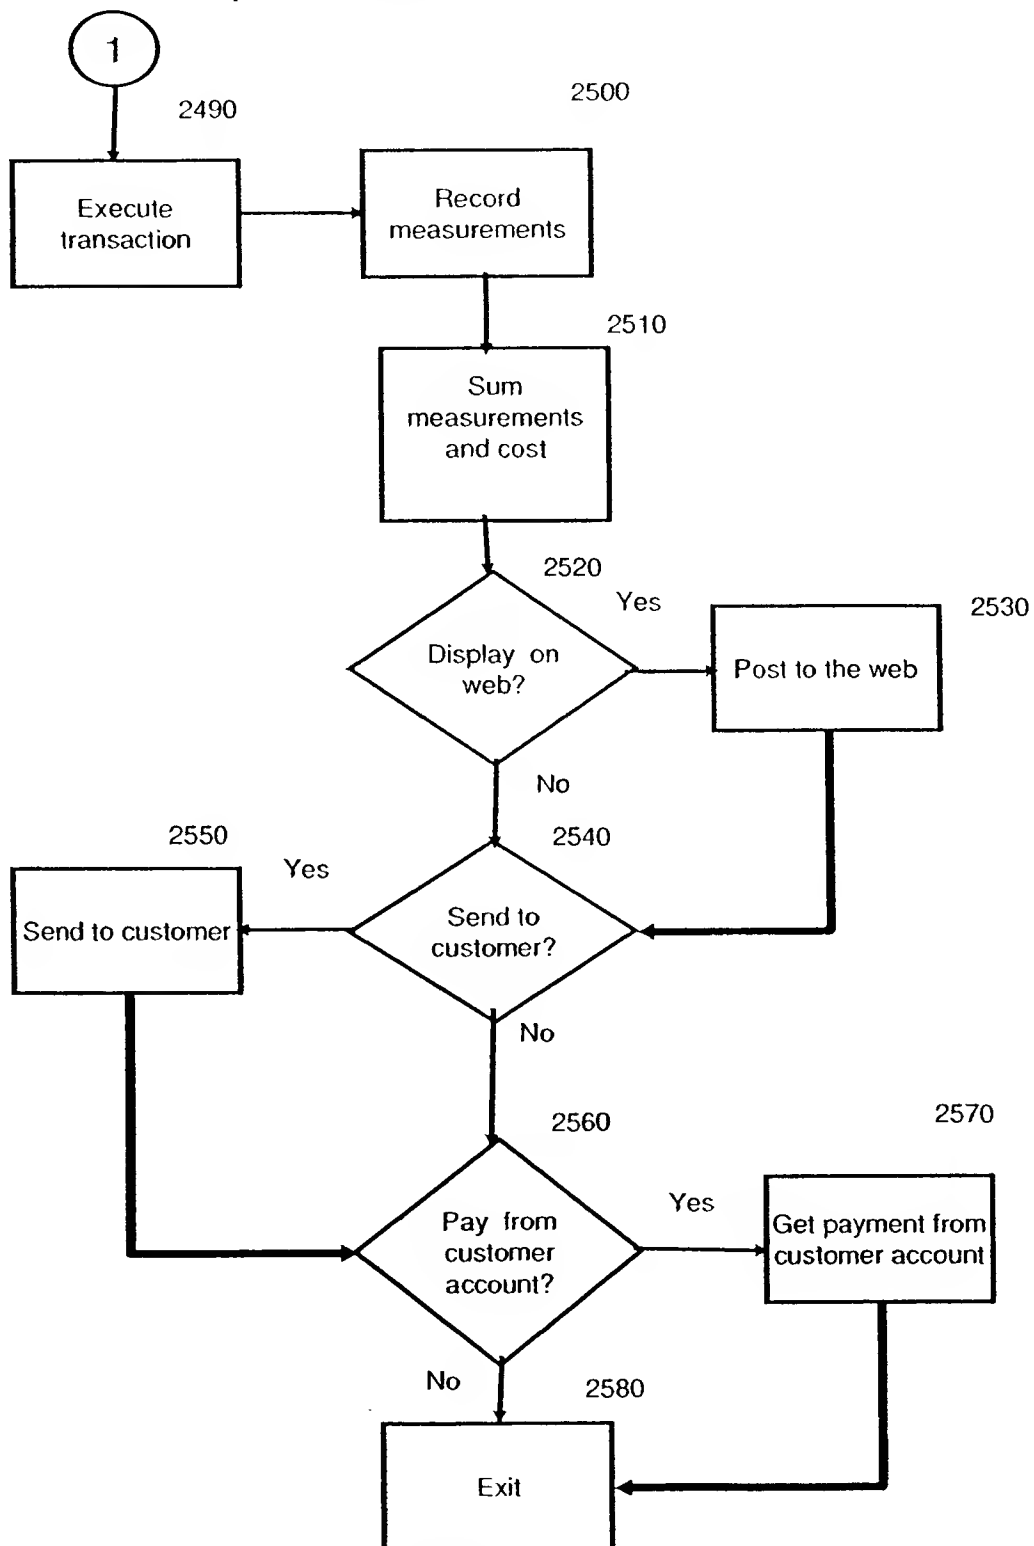 1
2490
2500
Execute
transaction
Record
measurements
2510
Sum
measurements
and cost
2520
Yes
2530
Display on
web?
Post to the web
No
2550
2540
Yes
Send to customer
Send to
customer?
No
2560
2570
Yes
Pay from
customer
account?
Get payment from
customer account
No
2580
Exit